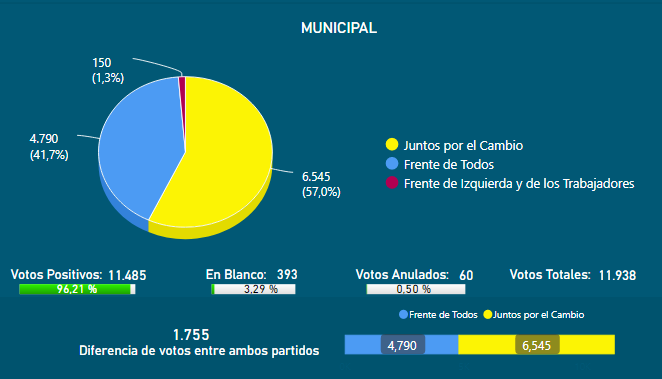 MUNICIPAL
150
(1,3%)
4.790
(41,7%)
6.545
(57,0%)
Juntos por el Cambio
Frente de Todos
Frente de Izquierda y de los Trabajadores
Votos Positivos: 11.485
96,21 %
En Blanco: 393
3,29 %
Votos Anulados: 60
0,50 %
Votos Totales: 11.938
1.755
Diferencia de votos entre ambos partidos
Frente de Todos Juntos por el Cambio
4,790 6,545